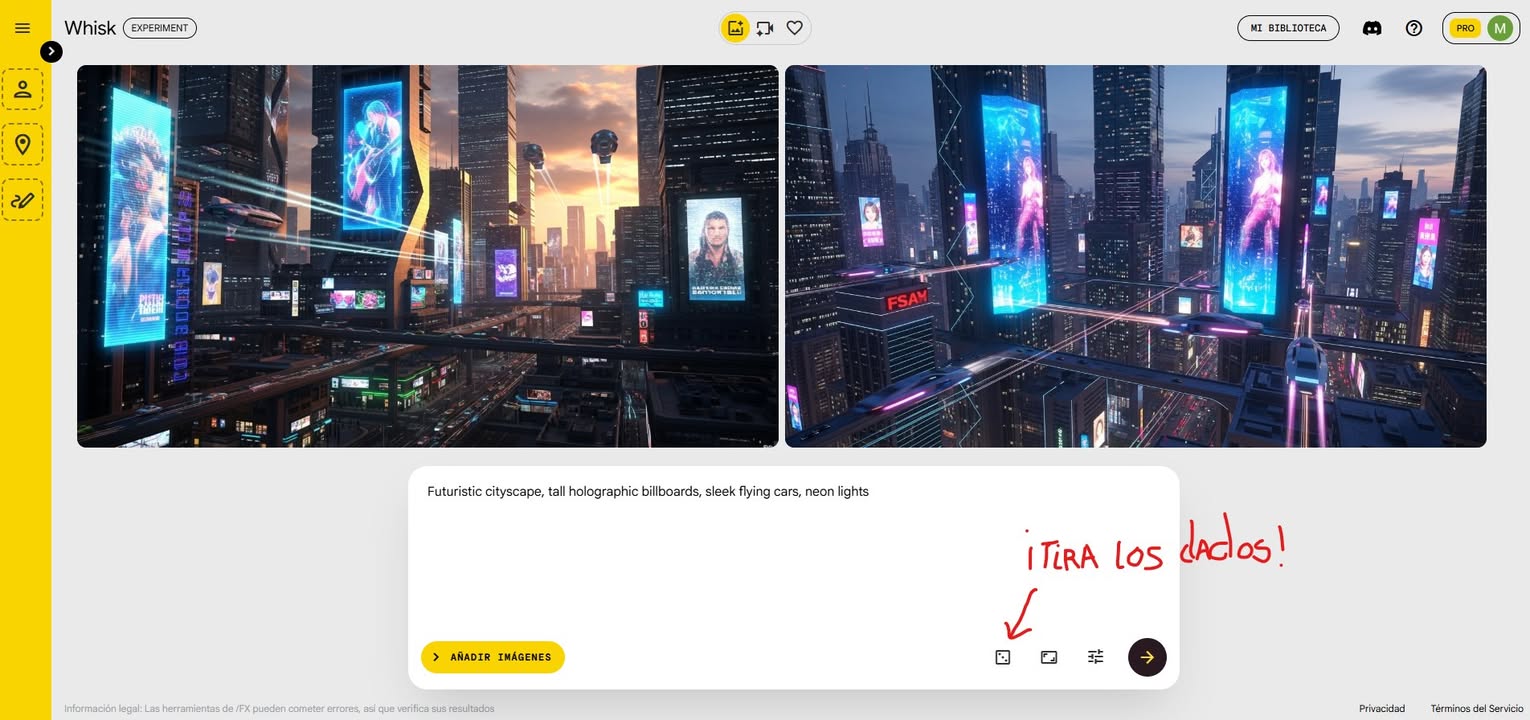 Whisk EXPERIMENT
MI BIBLIOTECA
PRO M
FSAM
Futuristic cityscape, tall holographic billboards, sleek flying cars, neon lights
¡TIRA LOS dADOS!
AÑADIR IMÁGENES
Información legal: Las herramientas de /FX pueden cometer errores, así que verifica sus resultados
Privacidad Términos del Servicio